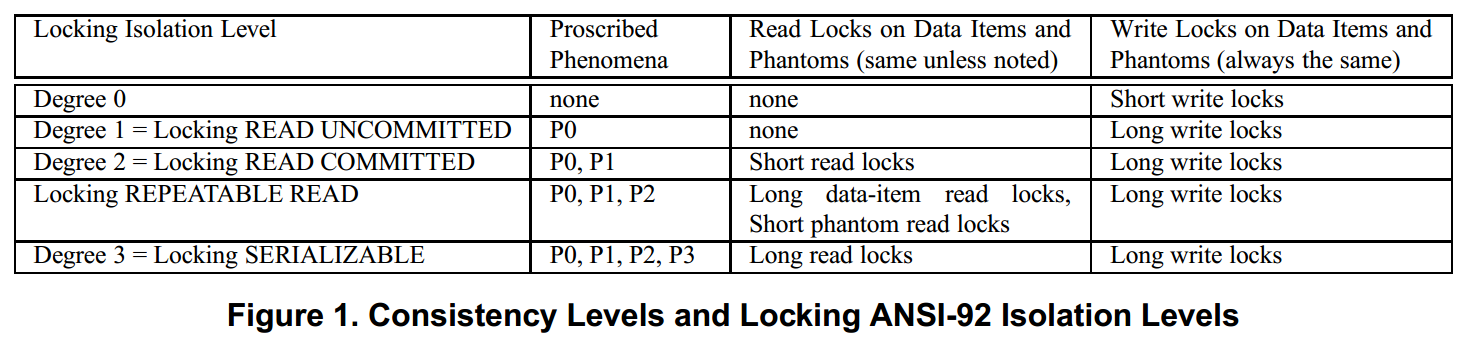 Locking Isolation Level Proscribed Read Locks on Data Items and Write Locks on Data Items and
Phenomena Phantoms (same unless noted) Phantoms (always the same)
Degree 0 none none Short write locks
Degree 1 = Locking READ UNCOMMITTED P0 none Long write locks
Degree 2 = Locking READ COMMITTED P0, P1 Short read locks Long write locks
Locking REPEATABLE READ P0, P1, P2 Long data-item read locks, Long write locks
Short phantom read locks
Degree 3 = Locking SERIALIZABLE P0, P1, P2, P3 Long read locks Long write locks
Figure 1. Consistency Levels and Locking ANSI-92 Isolation Levels